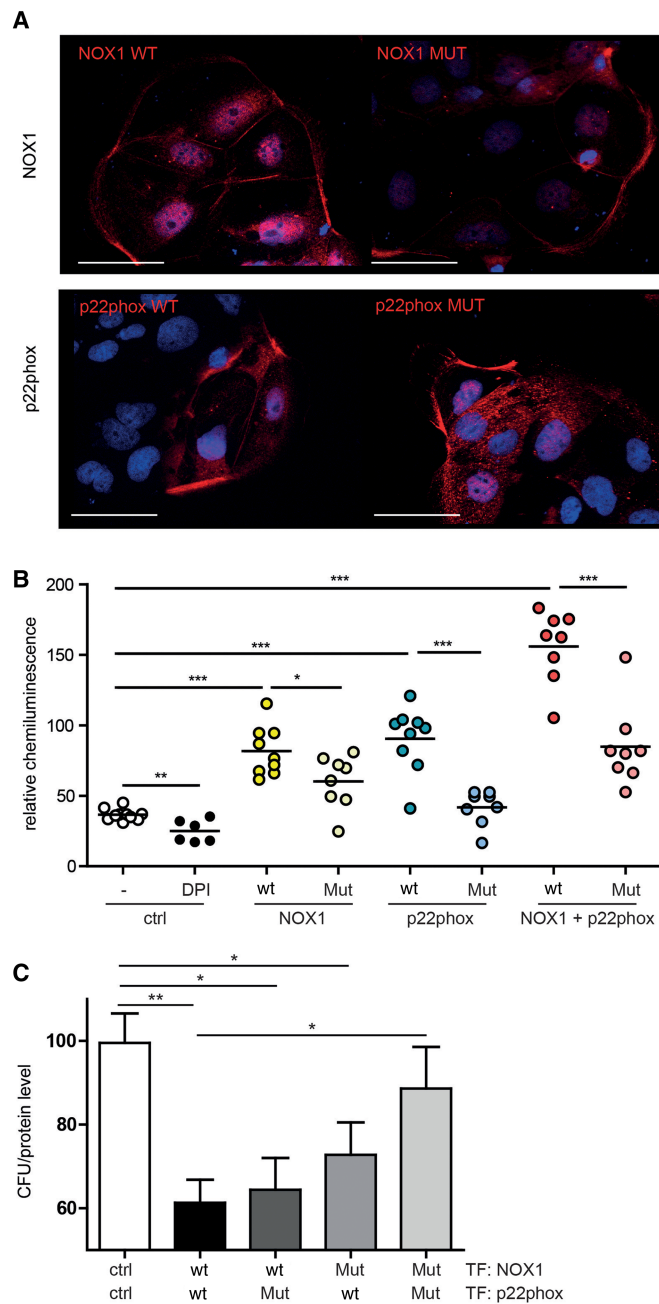 A
NOX1 WT
NOX1 MUT
NOX1
p22phox WT
p22phox MUT
p22phox
B
200
150
100
50
0
relative chemiluminescence
***
***
***
***
***
*
**
-
DPI
wt
Mut
wt
Mut
wt
Mut
ctrl
NOX1
p22phox
NOX1 + p22phox
C
*
*
**
*
100
80
60
CFU/protein level
ctrl wt wt Mut Mut TF: NOX1
ctrl wt Mut wt Mut TF: p22phox